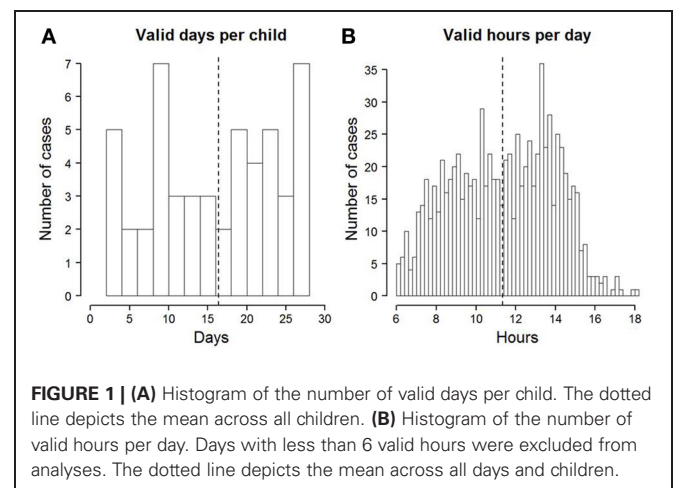 A
Valid days per child
Number of cases
7
6
5
4
3
2
1
0
0 5 10 15 20 25 30
Days
B
Valid hours per day
Number of cases
35
30
25
20
15
10
5
0
6 8 10 12 14 16 18
Hours
FIGURE 1 | (A) Histogram of the number of valid days per child. The dotted
line depicts the mean across all children. (B) Histogram of the number of
valid hours per day. Days with less than 6 valid hours were excluded from
analyses. The dotted line depicts the mean across all days and children.